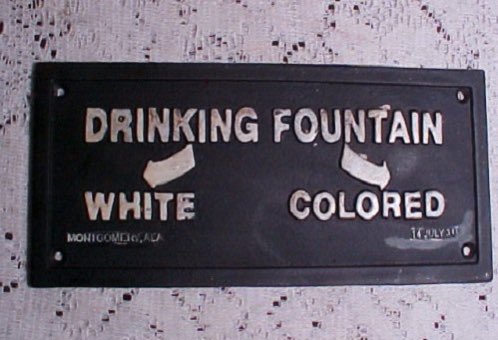 DRINKING FOUNTAIN
WHITE COLORED
MONTGOMERY, ALA